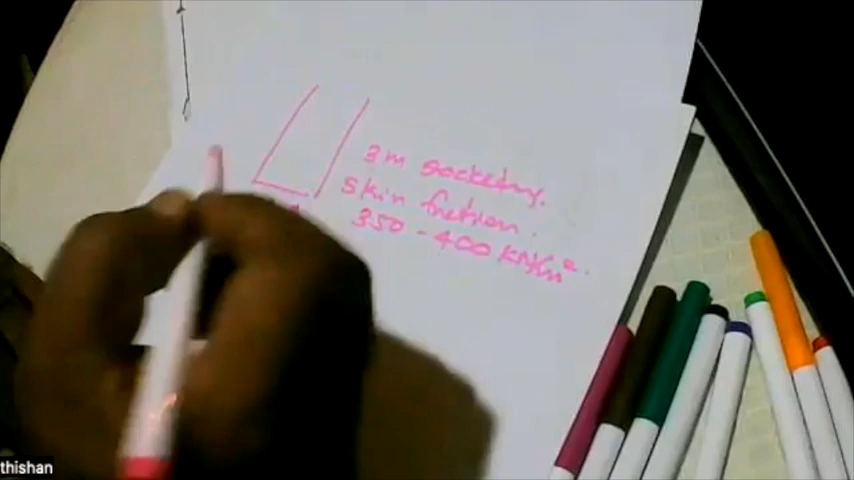 3m socketing.
skin friction.
350 - 400 KN/m²
thishan